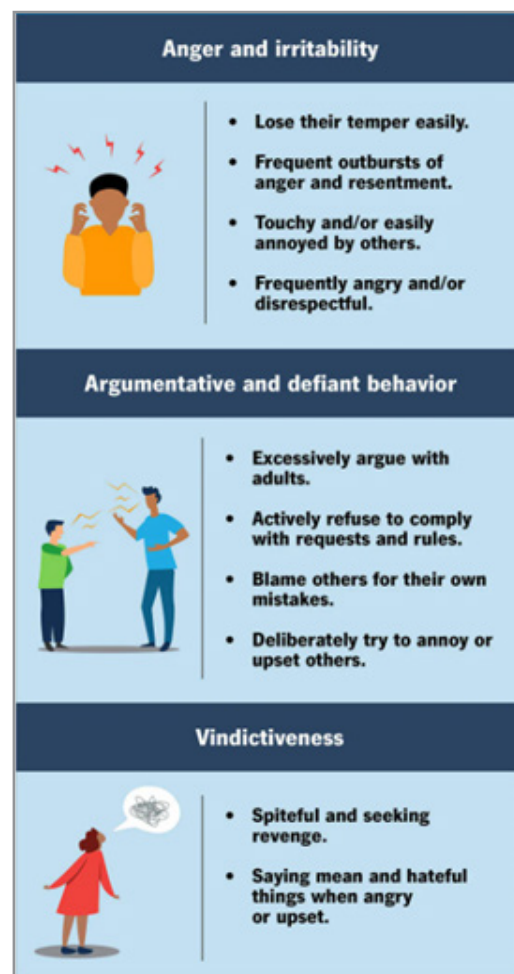 Anger and irritability
• Lose their temper easily.
• Frequent outbursts of
anger and resentment.
• Touchy and/or easily
annoyed by others.
• Frequently angry and/or
disrespectful.
Argumentative and defiant behavior
• Excessively argue with
adults.
• Actively refuse to comply
with requests and rules.
• Blame others for their own
mistakes.
• Deliberately try to annoy or
upset others.
Vindictiveness
• Spiteful and seeking
revenge.
• Saying mean and hateful
things when angry
or upset.